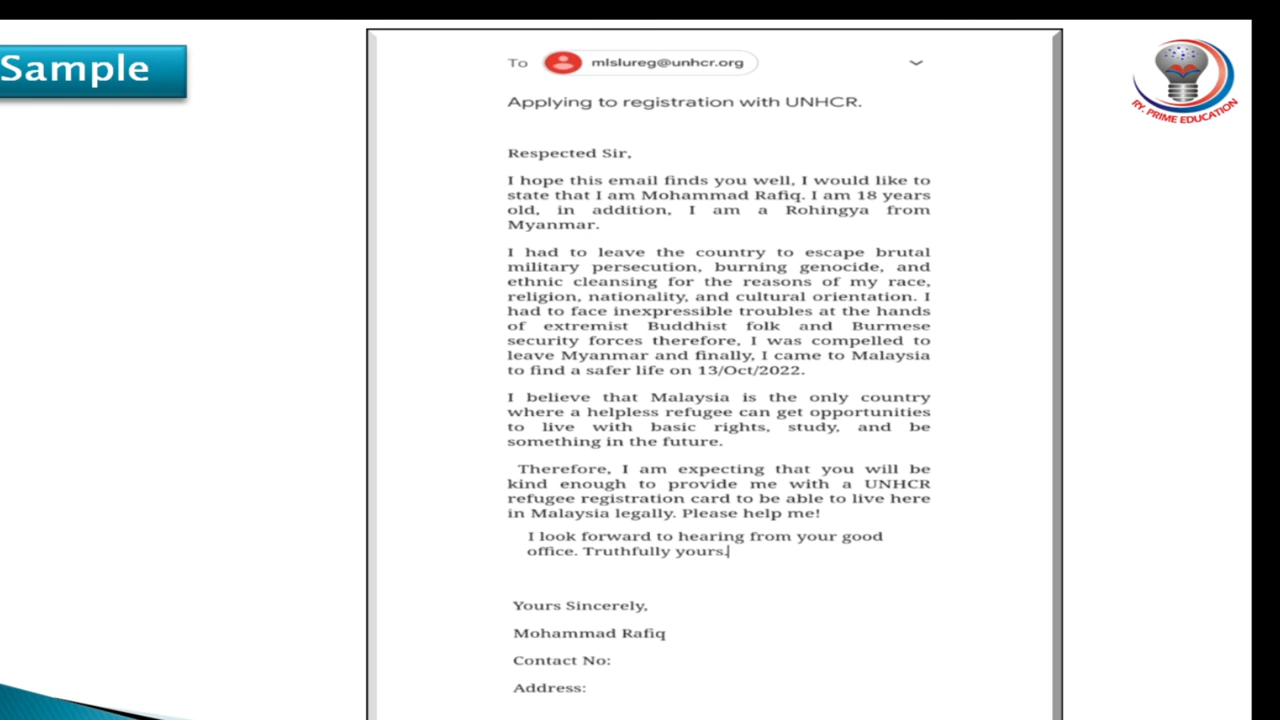 Sample
To mlslureg@unhcr.org
Applying to registration with UNHCR.
Respected Sir,
I hope this email finds you well, I would like to
state that I am Mohammad Rafiq. I am 18 years
old, in addition, I am a Rohingya from
Myanmar.
I had to leave the country to escape brutal
military persecution, burning genocide, and
ethnic cleansing for the reasons of my race,
religion, nationality, and cultural orientation. I
had to face inexpressible troubles at the hands
of extremist Buddhist folk and Burmese
security forces therefore, I was compelled to
leave Myanmar and finally, I came to Malaysia
to find a safer life on 13/Oct/2022.
I believe that Malaysia is the only country
where a helpless refugee can get opportunities
to live with basic rights, study, and be
something in the future.
Therefore, I am expecting that you will be
kind enough to provide me with a UNHCR
refugee registration card to be able to live here
in Malaysia legally. Please help me!
I look forward to hearing from your good
office. Truthfully yours.
Yours Sincerely,
Mohammad Rafiq
Contact No:
Address:
RY. PRIME EDUCATION